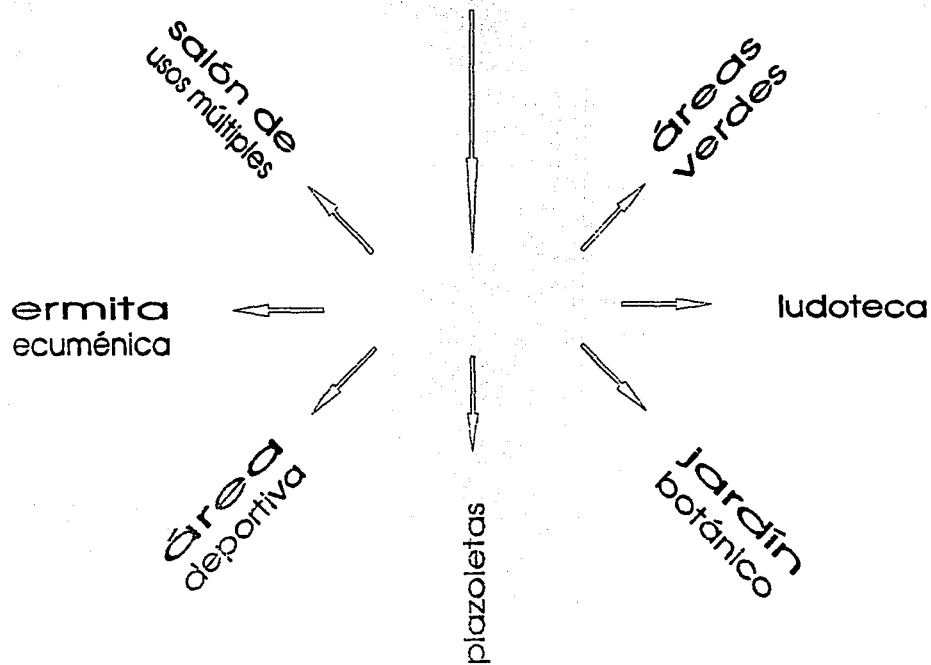 salón de
usos múltiples
áreas
verdes
ermita
ecuménica
ludoteca
área
deportiva
plazoletas
jardín
botánico